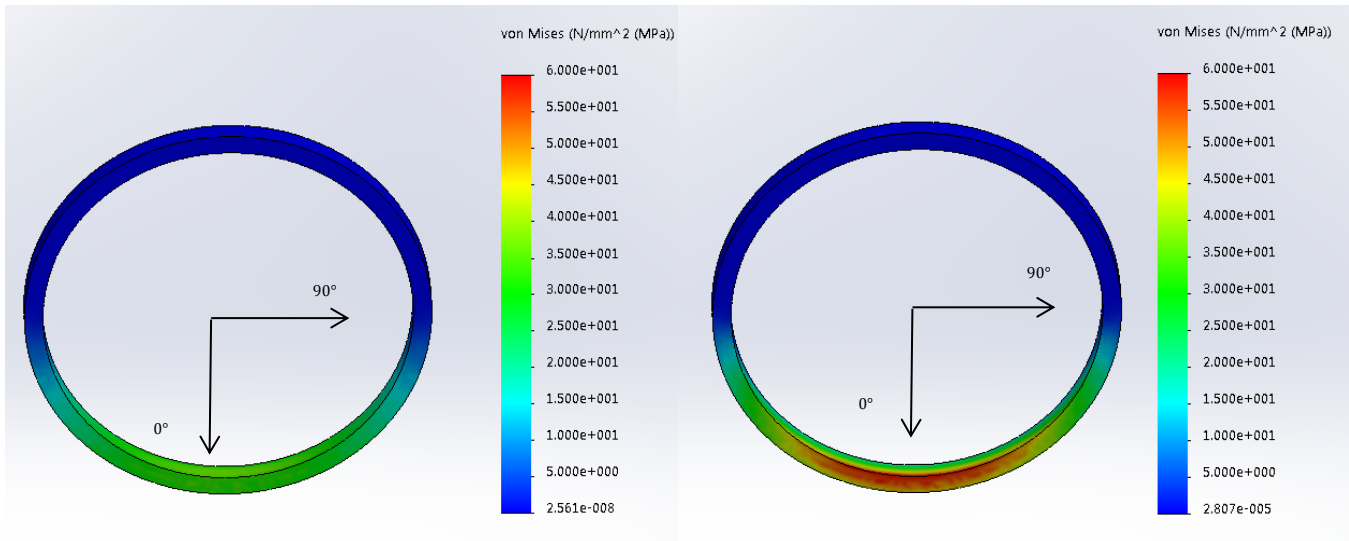 von Mises (N/mm^2 (MPa))
6.000e+001
5.500e+001
5.000e+001
4.500e+001
4.000e+001
3.500e+001
3.000e+001
2.500e+001
2.000e+001
1.500e+001
1.000e+001
5.000e+000
2.561e-008
90°
0°
von Mises (N/mm^2 (MPa))
6.000e+001
5.500e+001
5.000e+001
4.500e+001
4.000e+001
3.500e+001
3.000e+001
2.500e+001
2.000e+001
1.500e+001
1.000e+001
5.000e+000
2.807e-005
90°
0°